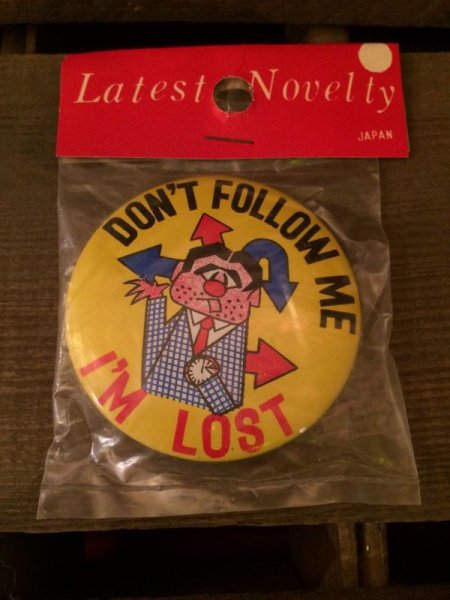 Latest Novelty
JAPAN
DON'T FOLLOW ME
I'M LOST